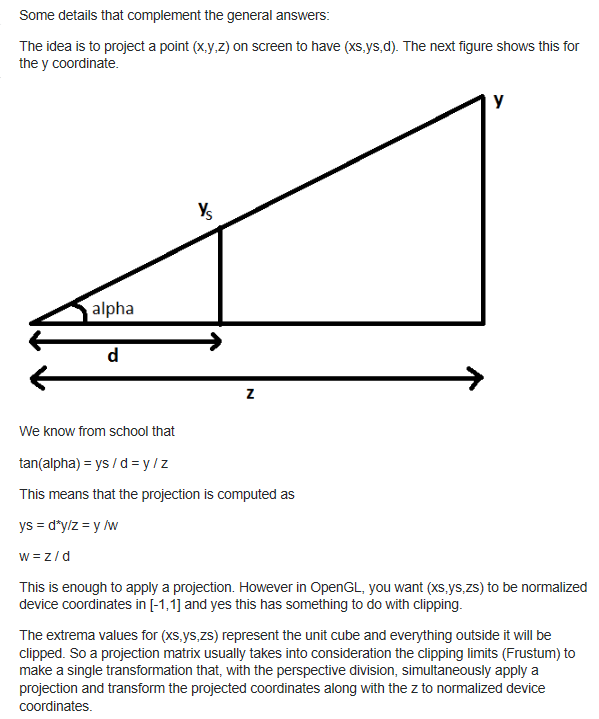 Some details that complement the general answers:
The idea is to project a point (x,y,z) on screen to have (xs,ys,d). The next figure shows this for
the y coordinate.
y
ys
alpha
d
z
We know from school that
tan(alpha) = ys / d = y / z
This means that the projection is computed as
ys = d*y/z = y /w
w = z / d
This is enough to apply a projection. However in OpenGL, you want (xs,ys,zs) to be normalized
device coordinates in [-1,1] and yes this has something to do with clipping.
The extrema values for (xs,ys,zs) represent the unit cube and everything outside it will be
clipped. So a projection matrix usually takes into consideration the clipping limits (Frustum) to
make a single transformation that, with the perspective division, simultaneously apply a
projection and transform the projected coordinates along with the z to normalized device
coordinates.